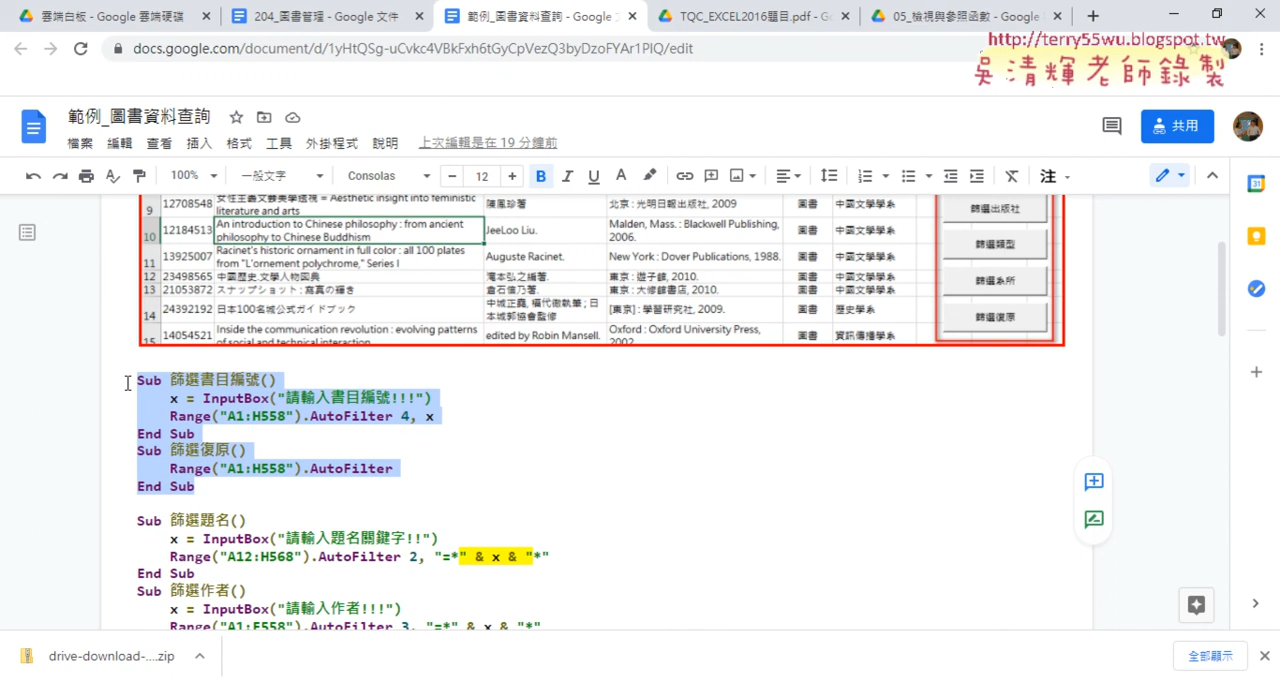 雲端白板 - Google 雲端硬碟
204_圖書管理 - Google 文件
範例_圖書資料查詢 - Google
TQC_EXCEL2016題目.pdf - Go
05_檢視與參照函數 - Google
docs.google.com/document/d/1yHtQSg-uCvkc4VBkFxh6tGyCpVezQ3byDzoFYAr1PIQ/edit
http://terry55wu.blogspot.tw
吳清輝老師錄製
範例_圖書資料查詢
檔案 編輯 查看 插入 格式 工具 外掛程式 說明 上次編輯是在 19 分鐘前
共用
100% 一般文字 Consolas 12 B I U A 注
9 12708548 女性主義文藝美學透視 = Aesthetic insight into feministic literature and arts 陳鳳珍著 北京 : 光明日報出版社, 2009 圖書 中國文學學系
篩選出版社
10 12184513 An introduction to Chinese philosophy : from ancient philosophy to Chinese Buddhism JeeLoo Liu. Malden, Mass. : Blackwell Publishing, 2006. 圖書 中國文學學系
篩選類型
11 13925007 Racinet's historic ornament in full color : all 100 plates from "L'ornement polychrome," Series I Auguste Racinet. New York : Dover Publications, 1988. 圖書 中國文學學系
12 23498565 中國歴史.文學人物図典 瀧本弘之編著. 東京 : 遊子館, 2010. 圖書 中國文學學系
篩選系所
13 21053872 スナップショット : 寫真の輝き 倉石信乃著. 東京 : 大修館書店, 2010. 圖書 中國文學學系
14 24392192 日本100名城公式ガイドブック 中城正堯, 橫代徹執筆 ; 日本城郭協會監修 [東京] : 學習研究社, 2009. 圖書 歷史學系
篩選復原
15 14054521 Inside the communication revolution : evolving patterns of social and technical interaction edited by Robin Mansell. Oxford : Oxford University Press, 2002. 圖書 資訊傳播學系
Sub 篩選書目編號()
x = InputBox("請輸入書目編號!!!")
Range("A1:H558").AutoFilter 4, x
End Sub
Sub 篩選復原()
Range("A1:H558").AutoFilter
End Sub
Sub 篩選題名()
x = InputBox("請輸入題名關鍵字!!")
Range("A12:H568").AutoFilter 2, "=*" & x & "*"
End Sub
Sub 篩選作者()
x = InputBox("請輸入作者!!!")
Range("A1:F558").AutoFilter 3, "=*" & x & "*"
drive-download-....zip
全部顯示